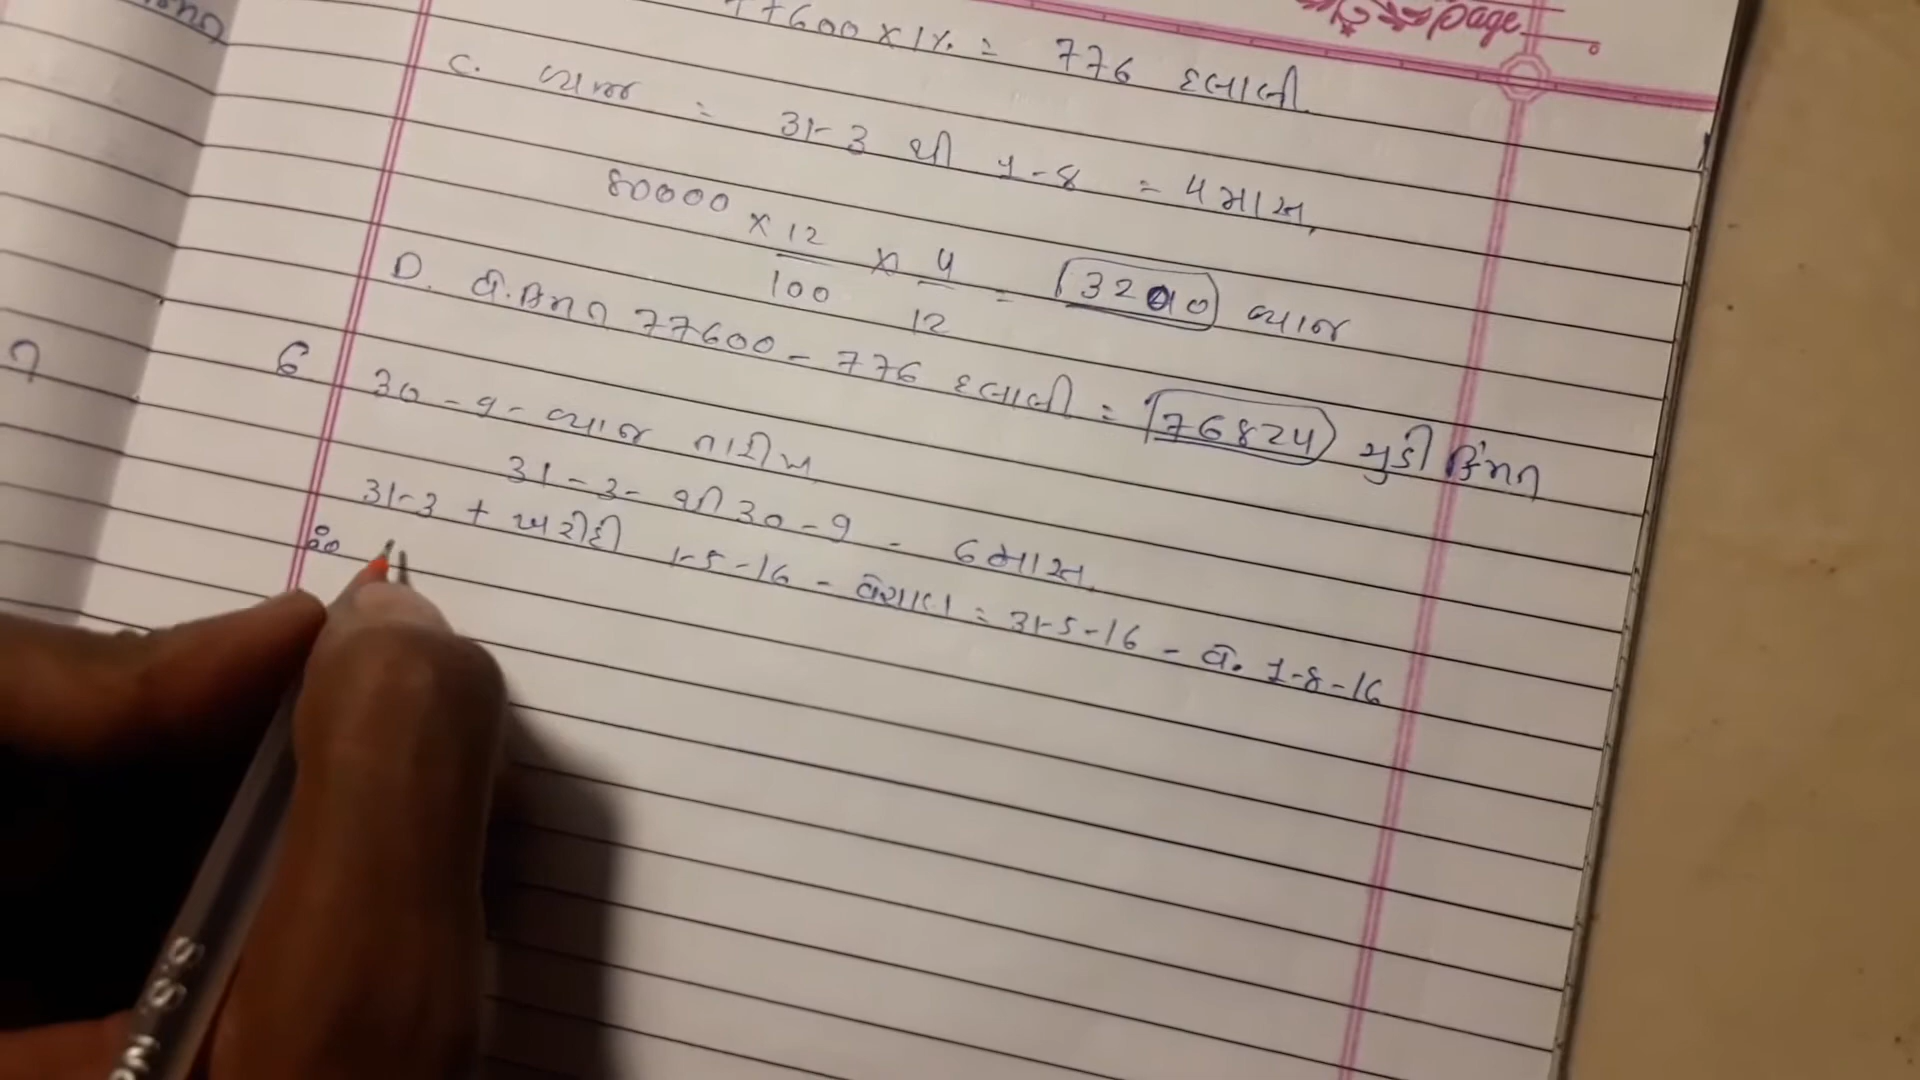 page
77600 × 1% = 776 દલાલી
C. વ્યાજ = 31-3 થી 4-8 = 4 માસ
80000 × 12/100 × 4/12 = 3200 વ્યાજ
D. વે.કિંમત 77600 - 776 દલાલી = 76824 મુડી કિંમત
6 30-9- વ્યાજ તારીખ
31-3- થી 30-9 - 6 માસ
31-3 + ખરીદી 1-5-16 - વેચાણ = 31-5-16 - વે. 1-8-16
S.S.